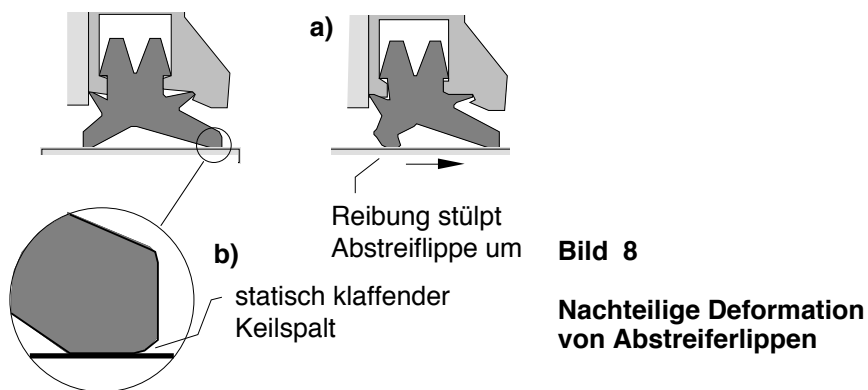 a)
Reibung stülpt
Abstreiflippe um
b)
statisch klaffender
Keilspalt
Bild 8
Nachteilige Deformation
von Abstreiferlippen